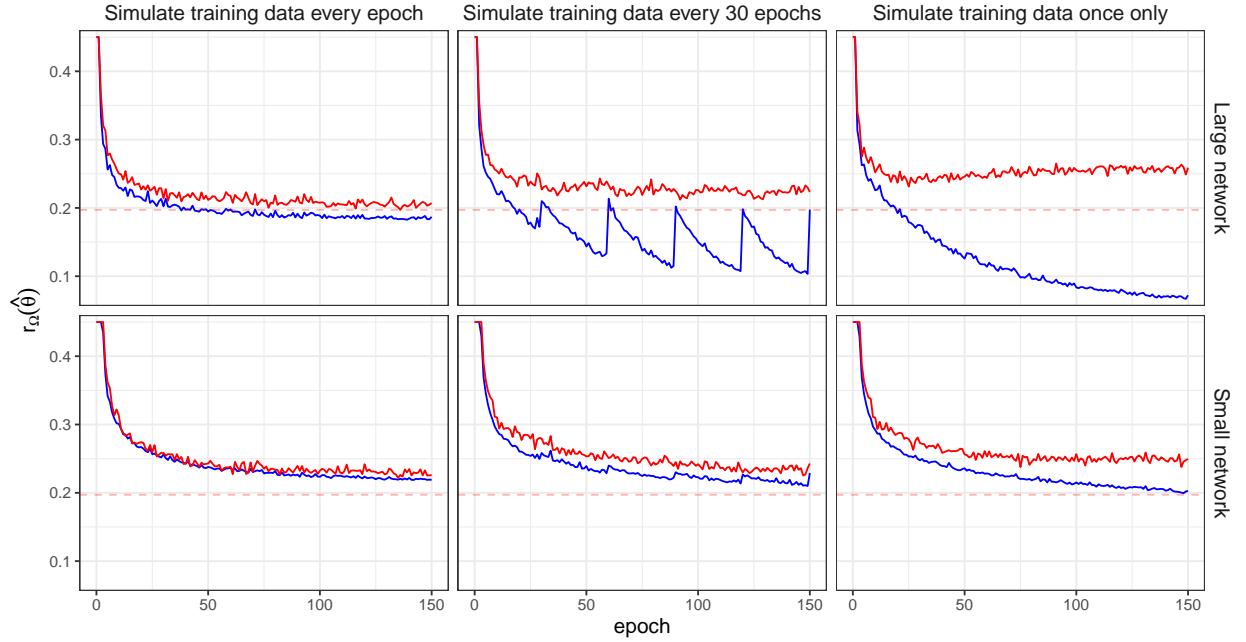 Simulate training data every epoch
Simulate training data every 30 epochs
Simulate training data once only
0.4
0.3
0.2
0.1
Large network
r_Ω(θ̂)
0.4
0.3
0.2
0.1
Small network
0 50 100 150
0 50 100 150
0 50 100 150
epoch